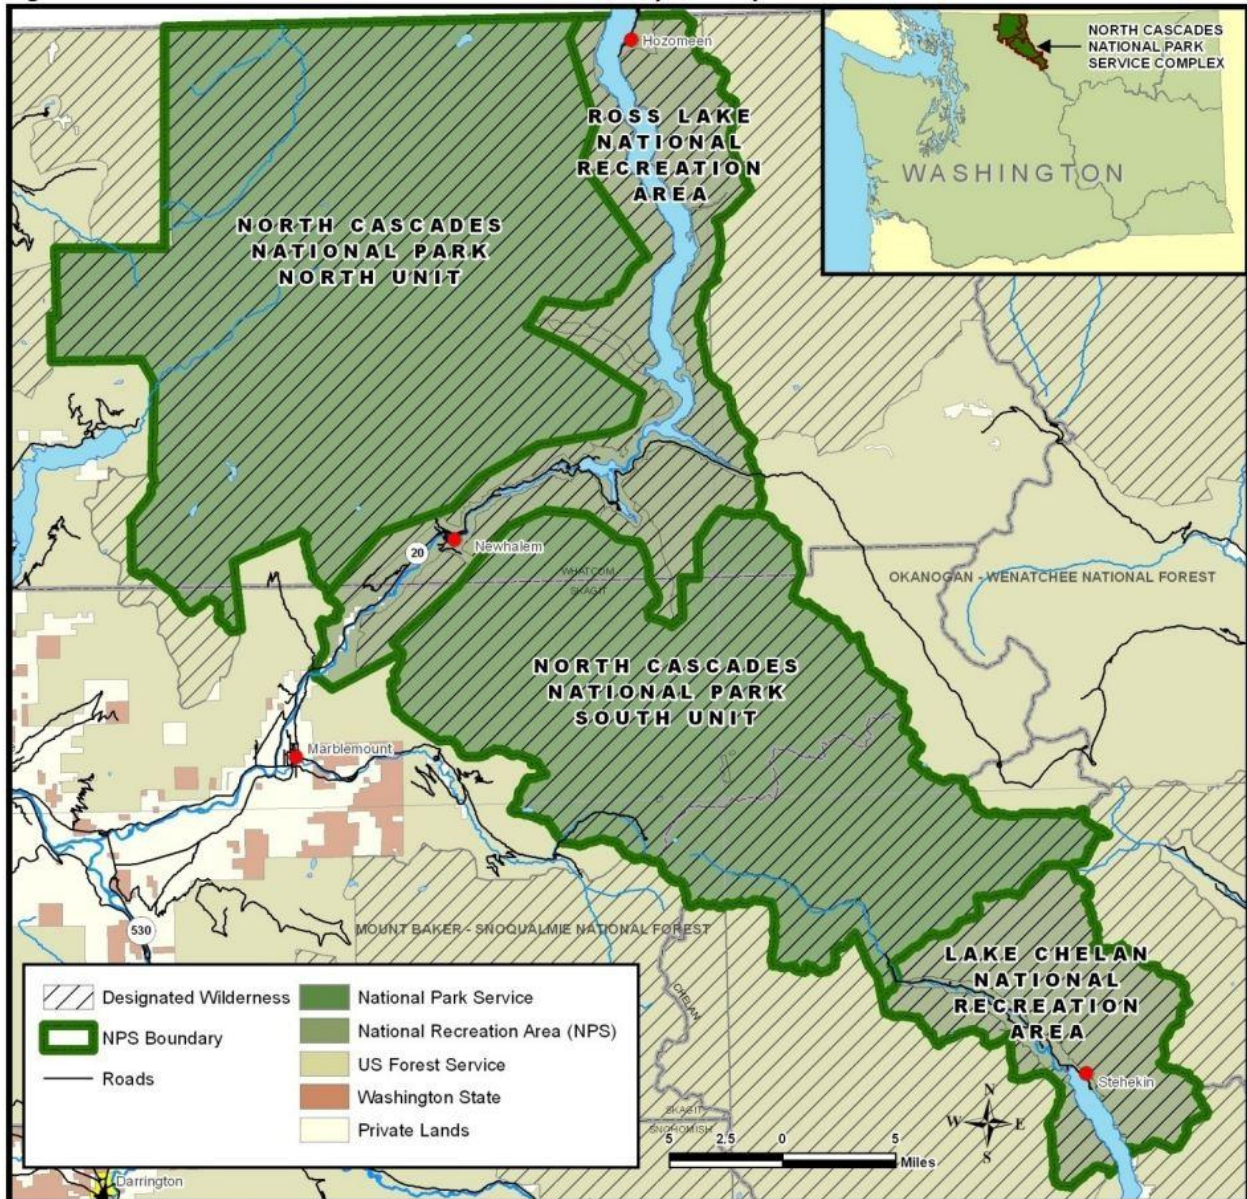 Hozomeen
NORTH CASCADES
NATIONAL PARK
SERVICE COMPLEX
WASHINGTON
ROSS LAKE
NATIONAL
RECREATION
AREA
NORTH CASCADES
NATIONAL PARK
NORTH UNIT
20
Newhalem
WHATCOM
SKAGIT
OKANOGAN - WENATCHEE NATIONAL FOREST
NORTH CASCADES
NATIONAL PARK
SOUTH UNIT
Marblemount
530
MOUNT BAKER - SNOQUALMIE NATIONAL FOREST
CHELAN
LAKE CHELAN
NATIONAL
RECREATION
AREA
Stehekin
Designated Wilderness
NPS Boundary
Roads
National Park Service
National Recreation Area (NPS)
US Forest Service
Washington State
Private Lands
SKAGIT
SNOHOMISH
N
W E
S
5 2.5 0 5
Miles
Darrington